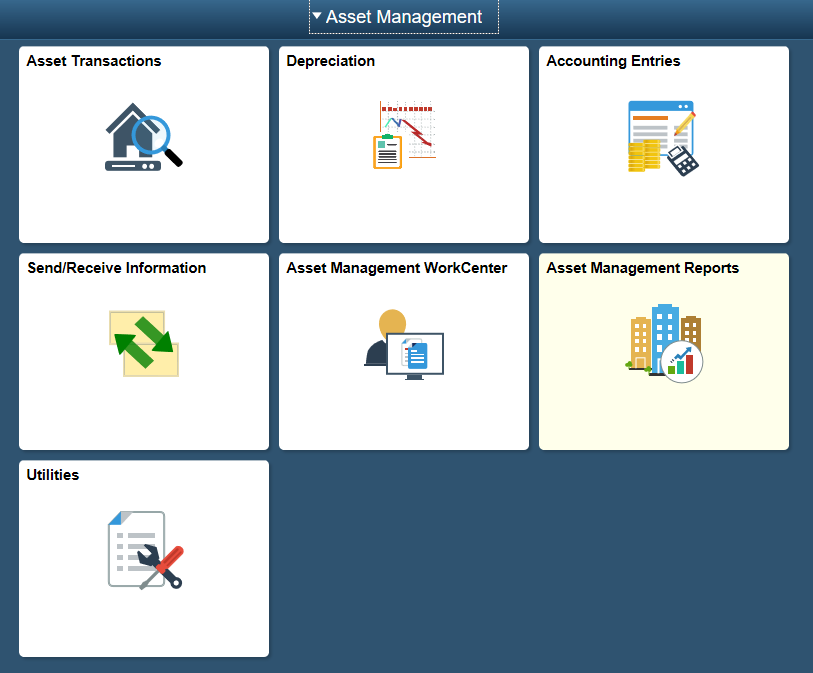 Asset Management
Asset Transactions
Depreciation
Accounting Entries
Send/Receive Information
Asset Management WorkCenter
Asset Management Reports
Utilities